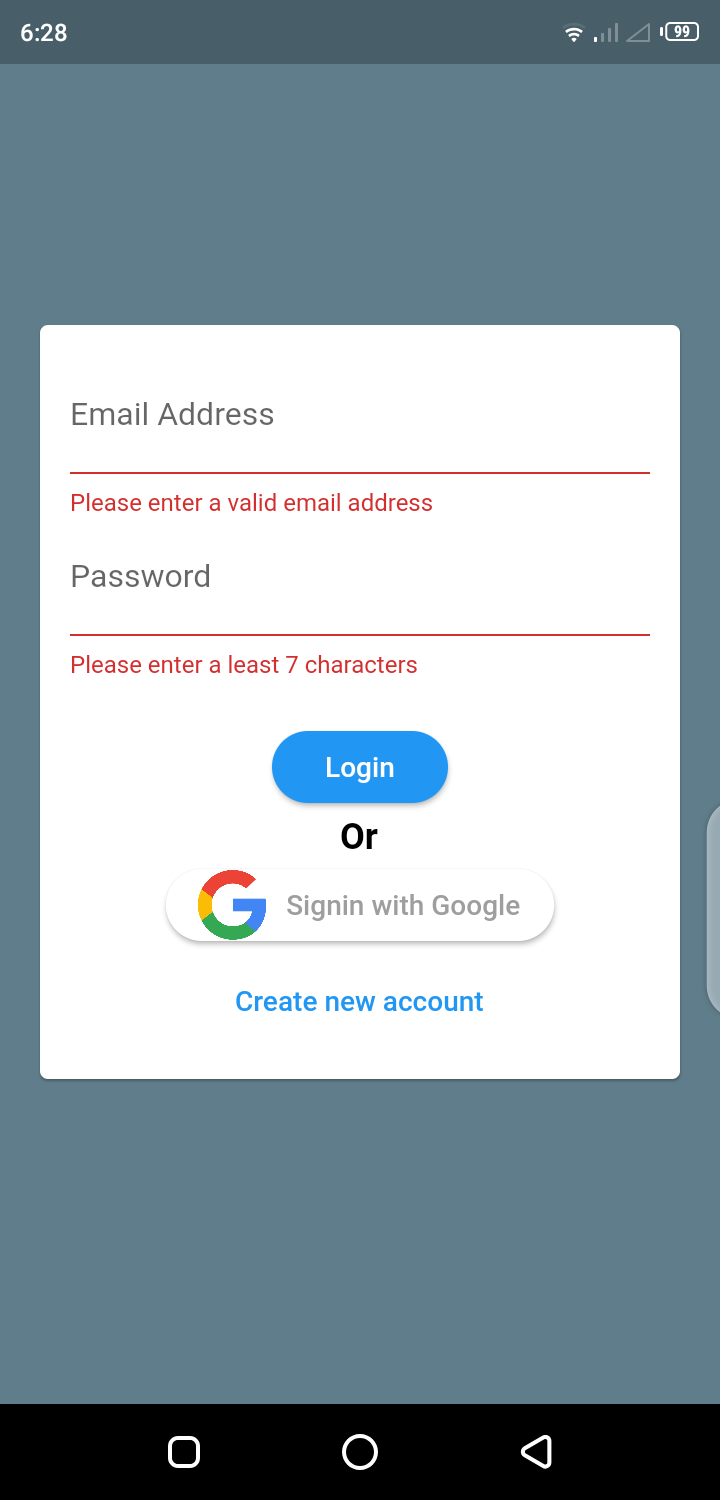 6:28
99
Email Address
Please enter a valid email address
Password
Please enter a least 7 characters
Login
Or
Signin with Google
Create new account